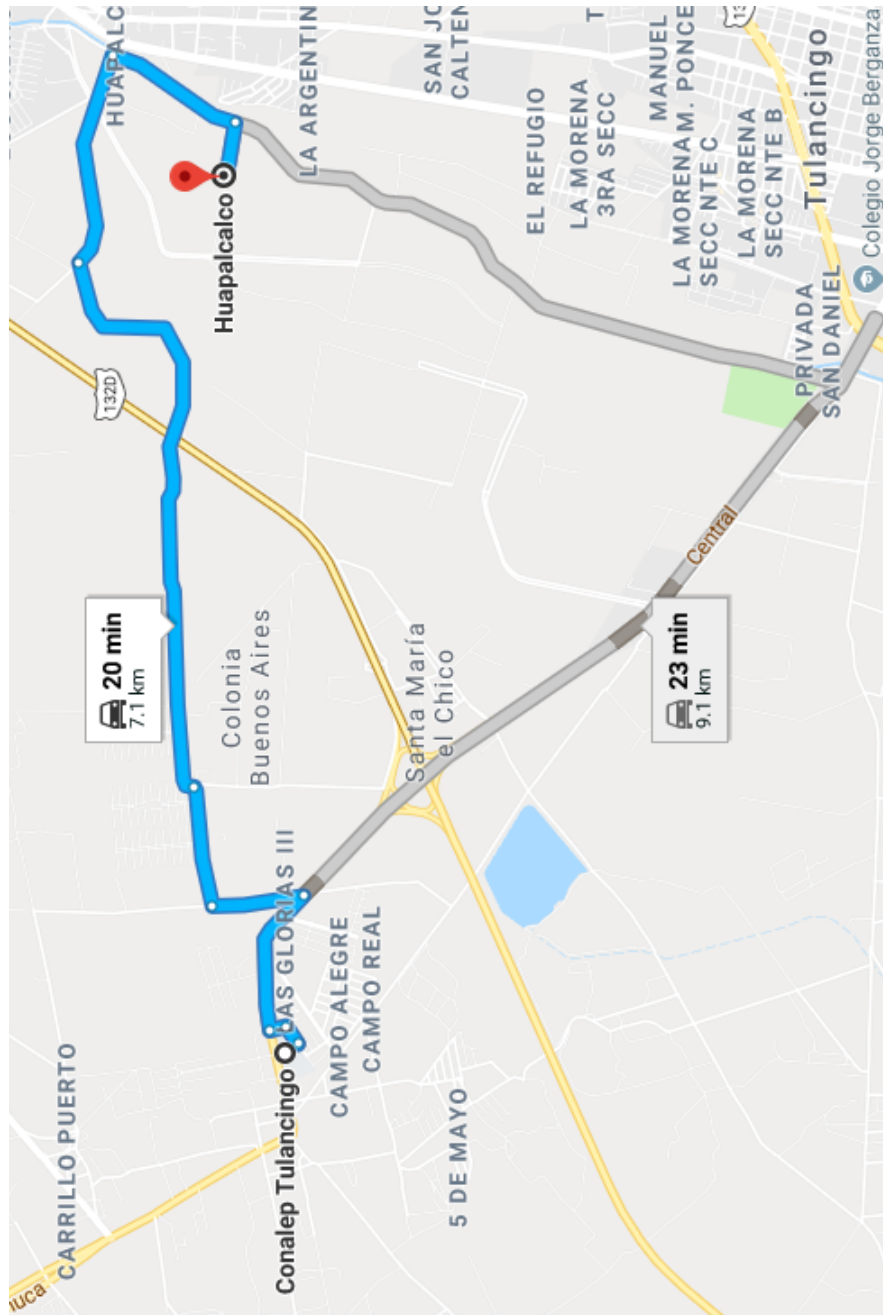 huca
CARRILLO PUERTO
132D
HUAPALC
20 min
7.1 km
Huapalcalco
Colonia
Buenos Aires
Conalep Tulancingo
LAS GLORIAS III
LA ARGENTIN
CAMPO ALEGRE
CAMPO REAL
Santa María
el Chico
SAN JO
CALTEN
5 DE MAYO
EL REFUGIO
LA MORENA
3RA SECC
T
MANUEL
M. PONCE
LA MORENA
SECC NTE C
23 min
9.1 km
Central
LA MORENA
SECC NTE B
13
PRIVADA
SAN DANIEL
Tulancingo
Colegio Jorge Berganza